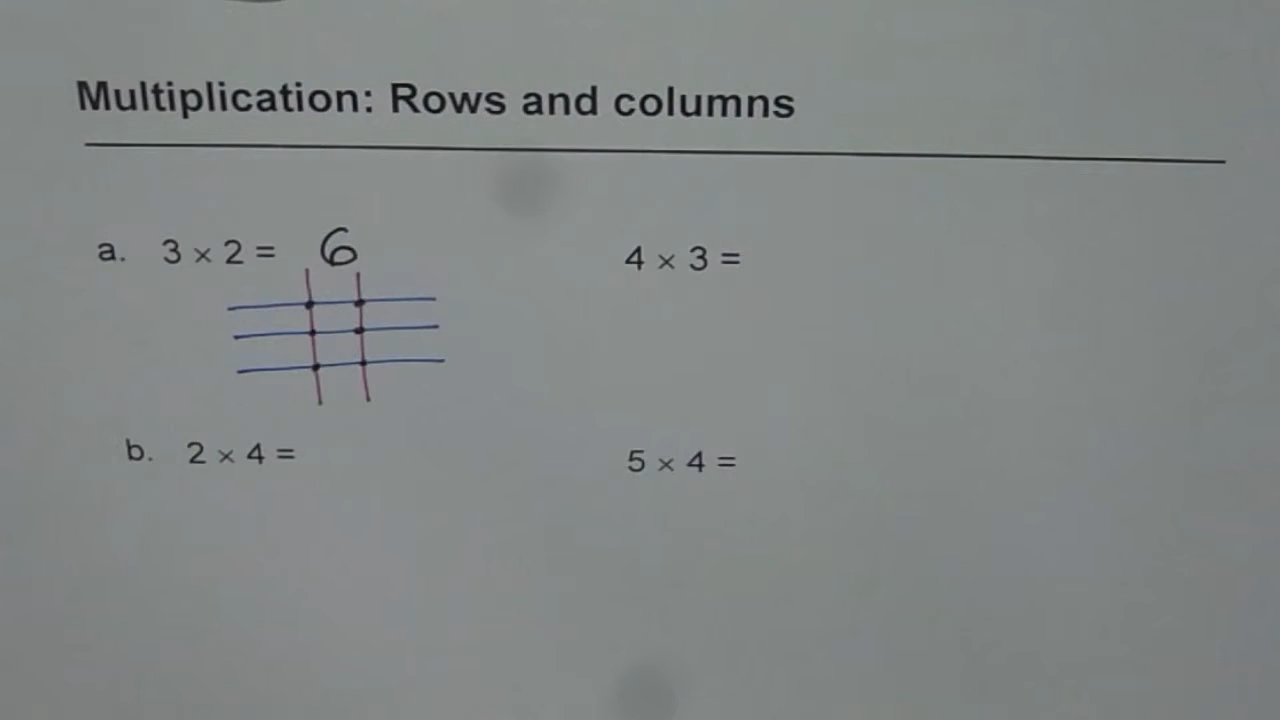 Multiplication: Rows and columns
a. 3 × 2 = 6
4 × 3 =
b. 2 × 4 =
5 × 4 =